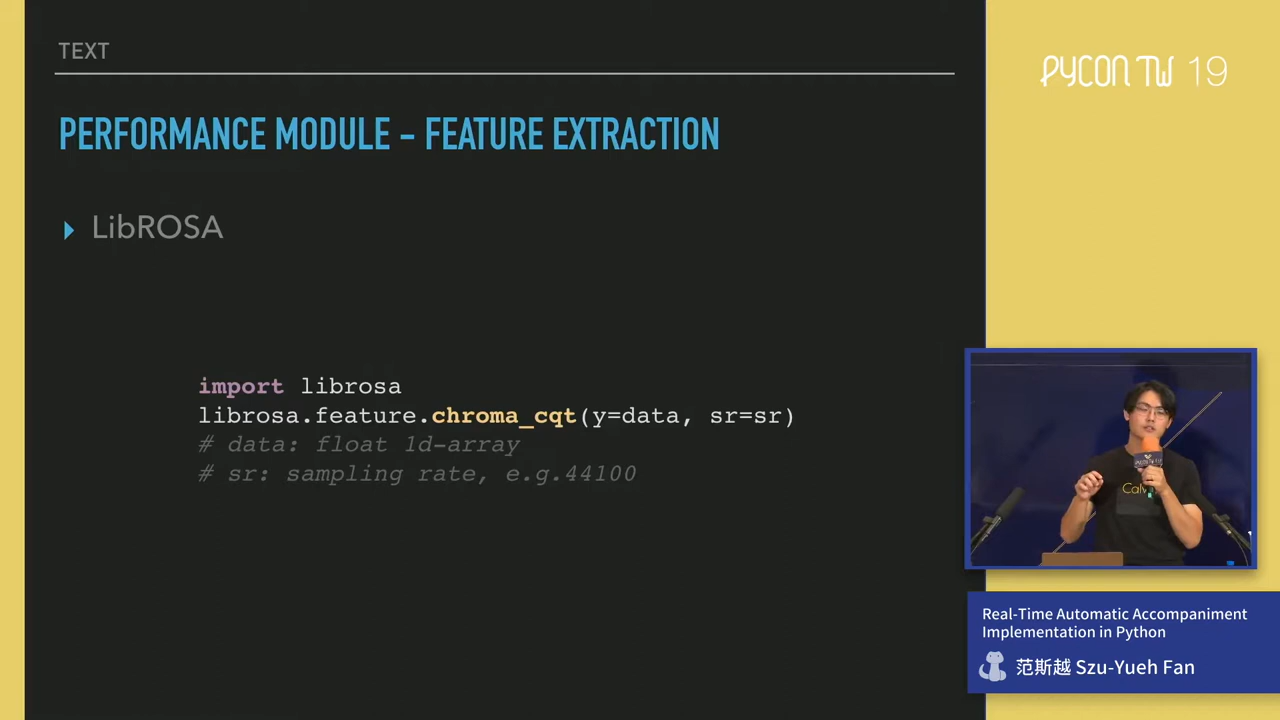 TEXT
PERFORMANCE MODULE - FEATURE EXTRACTION
LibROSA
import librosa
librosa.feature.chroma_cqt(y=data, sr=sr)
# data: float 1d-array
# sr: sampling rate, e.g.44100
PYCON TW 19
Real-Time Automatic Accompaniment
Implementation in Python
范斯越 Szu-Yueh Fan